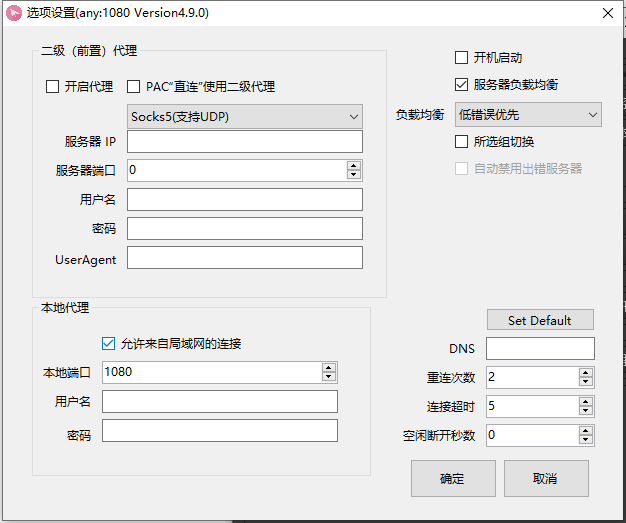 选项设置(any:1080 Version4.9.0)
二级（前置）代理
开启代理
PAC“直连”使用二级代理
Socks5(支持UDP)
服务器 IP
服务器端口
0
用户名
密码
UserAgent
开机启动
服务器负载均衡
负载均衡
低错误优先
所选组切换
自动禁用出错服务器
本地代理
允许来自局域网的连接
本地端口
1080
用户名
密码
Set Default
DNS
重连次数
2
连接超时
5
空闲断开秒数
0
确定
取消